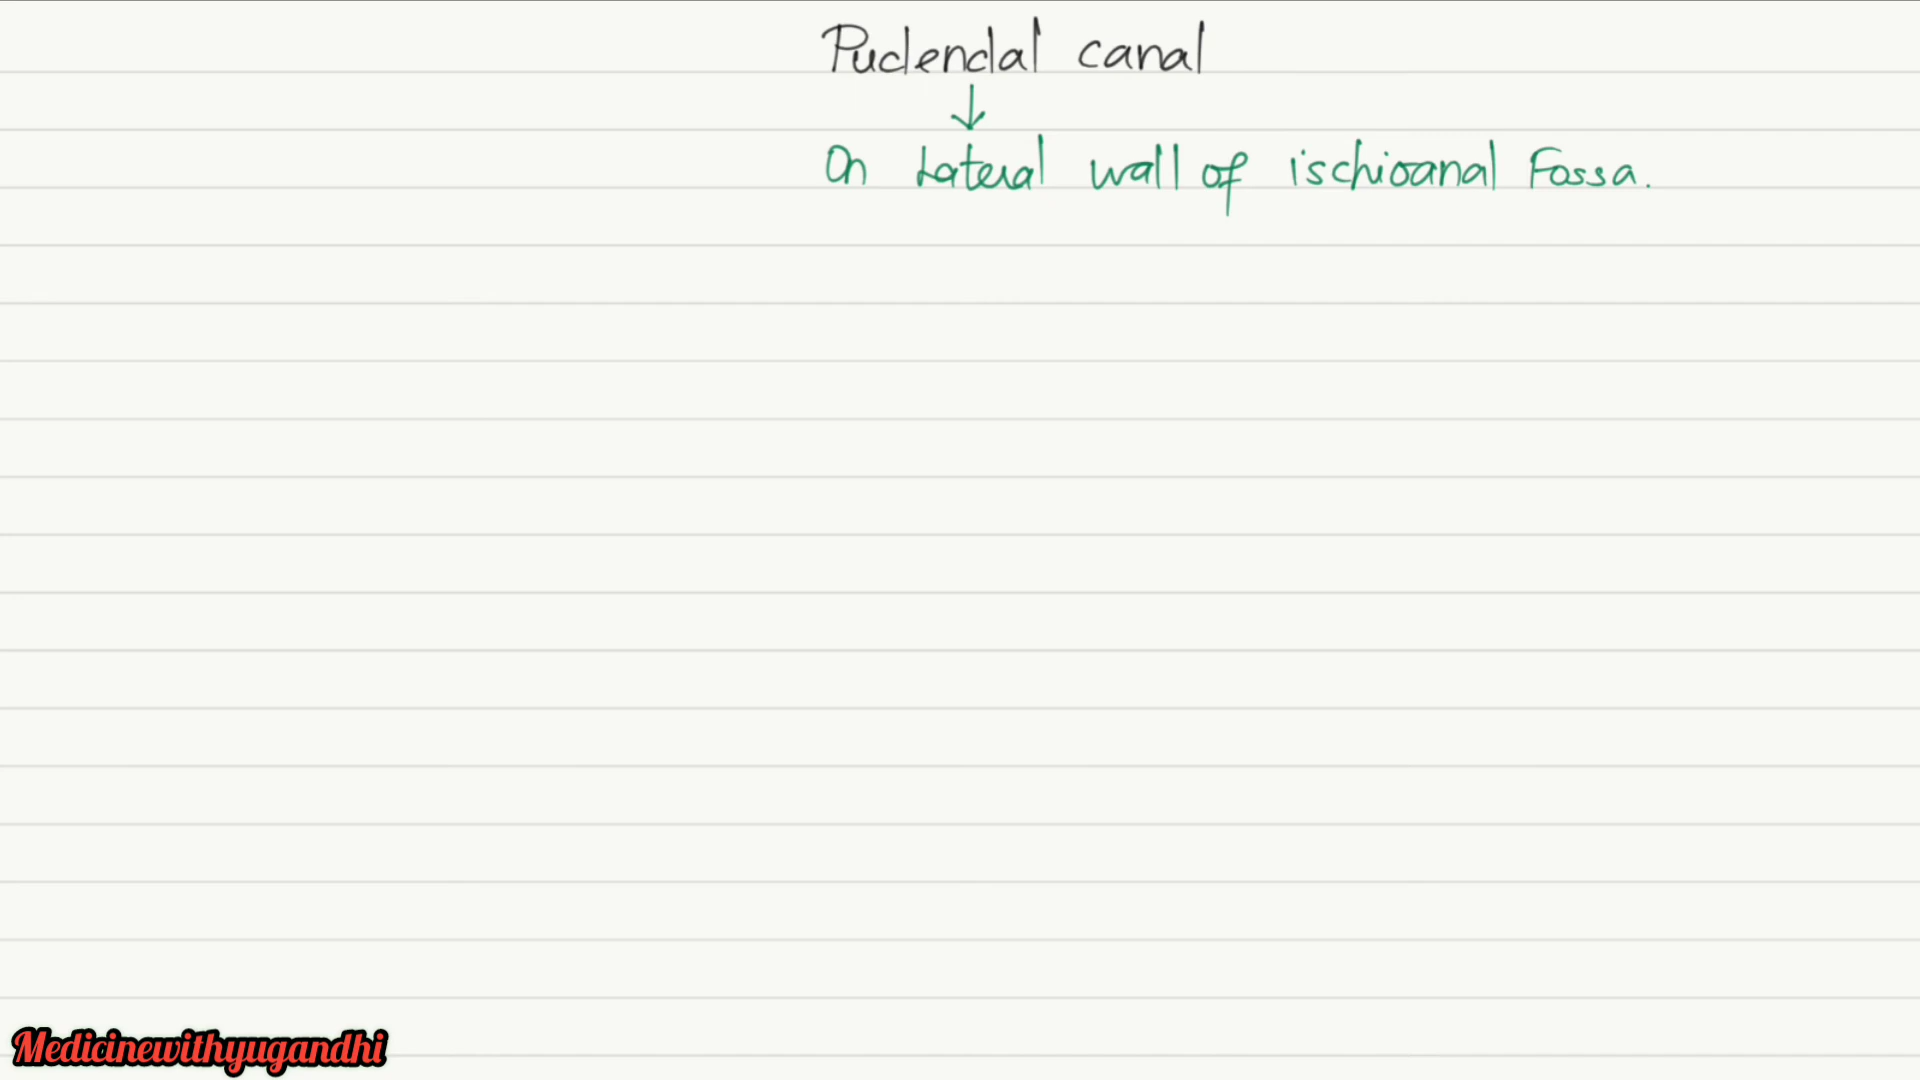 Pudendal canal
↓
On Lateral wall of ischioanal Fossa.
Medicinewithyugandhi